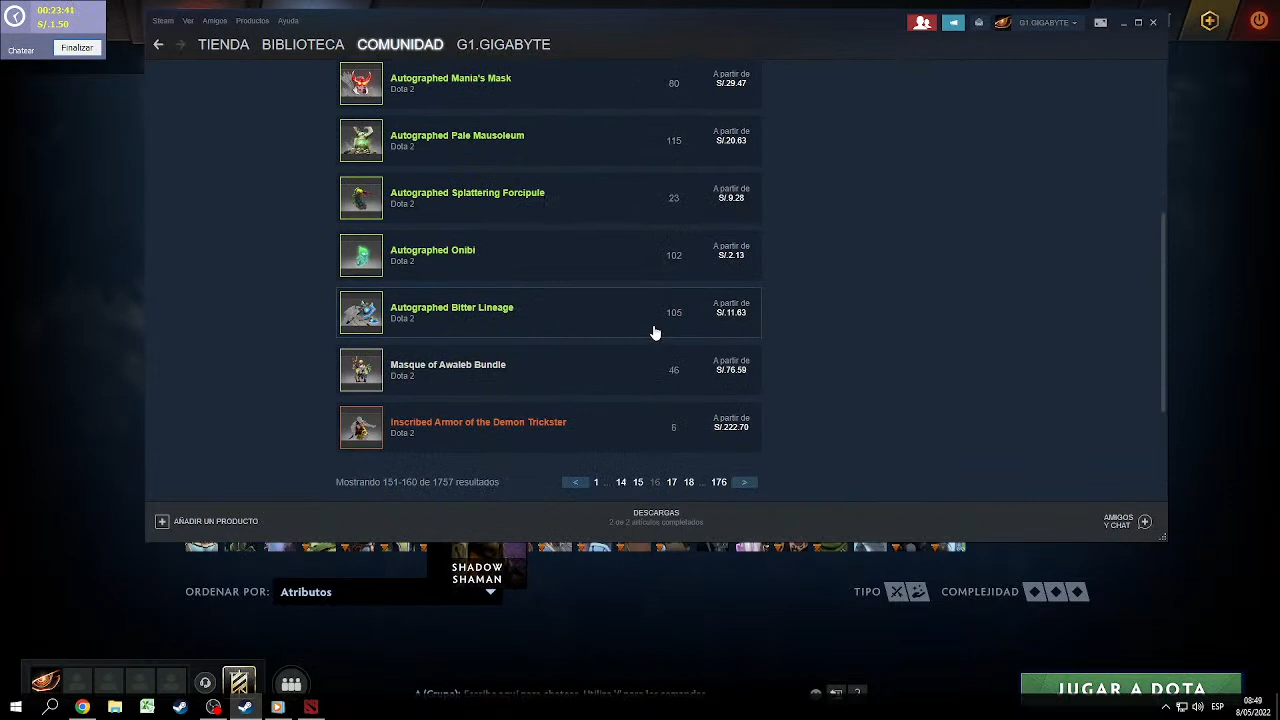 00:23:41
S/.1.50
Chatear
Finalizar
Steam Ver Amigos Productos Ayuda
G1.GIGABYTE
TIENDA BIBLIOTECA COMUNIDAD G1.GIGABYTE
Autographed Mania's Mask
Dota 2
80
A partir de
S/.29.47
Autographed Pale Mausoleum
Dota 2
115
A partir de
S/.20.63
Autographed Splattering Forcipule
Dota 2
23
A partir de
S/.9.28
Autographed Onibi
Dota 2
102
A partir de
S/.2.13
Autographed Bitter Lineage
Dota 2
105
A partir de
S/.11.63
Masque of Awaleb Bundle
Dota 2
46
A partir de
S/.76.59
Inscribed Armor of the Demon Trickster
Dota 2
6
A partir de
S/.222.70
Mostrando 151-160 de 1757 resultados
< 1 ... 14 15 16 17 18 ... 176 >
AÑADIR UN PRODUCTO
DESCARGAS
2 de 2 artículos completados
AMIGOS
Y CHAT
SHADOW
SHAMAN
ORDENAR POR: Atributos
TIPO
COMPLEJIDAD
ESP
08:49
8/05/2022